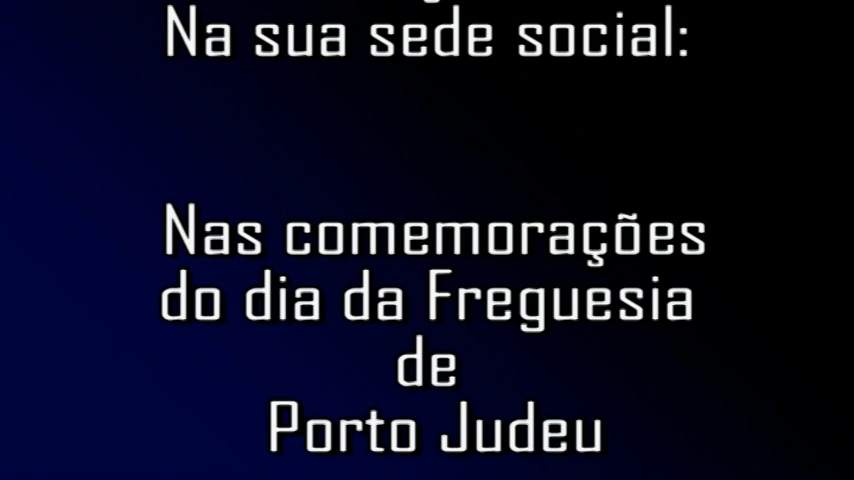 Na sua sede social:
Nas comemorações
do dia da Freguesia
de
Porto Judeu